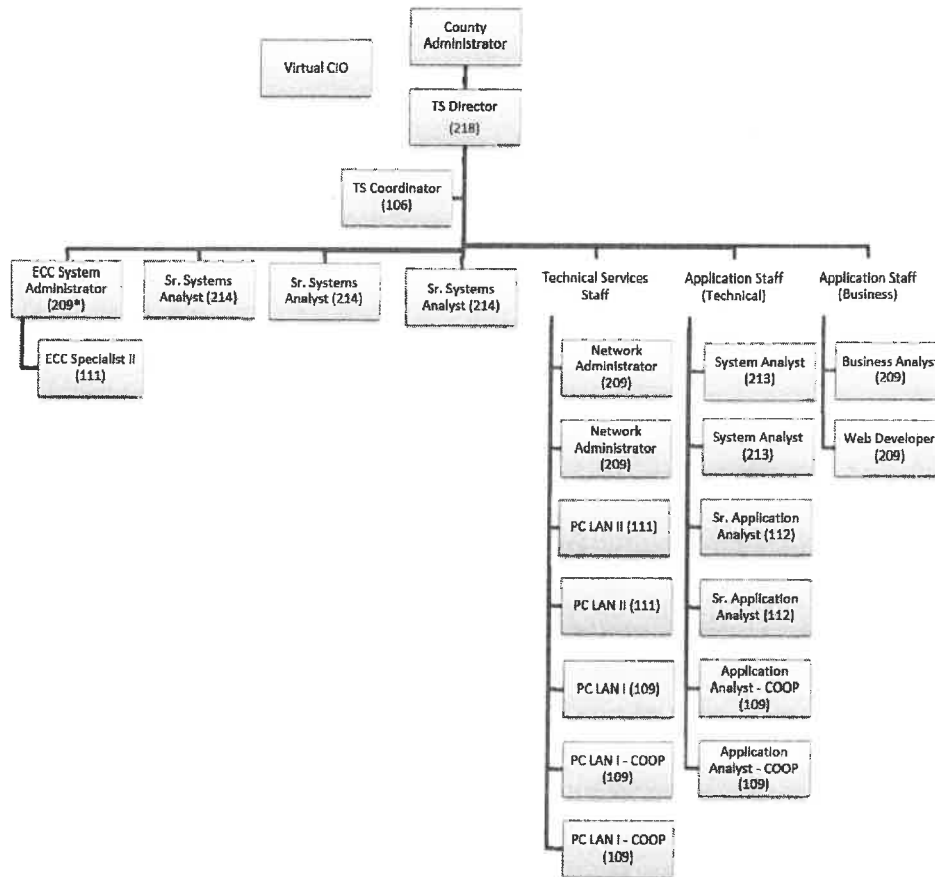 County
Administrator
Virtual CIO
TS Director
(218)
TS Coordinator
(106)
ECC System
Administrator
(209*)
Sr. Systems
Analyst (214)
Sr. Systems
Analyst (214)
Sr. Systems
Analyst (214)
Technical Services
Staff
Application Staff
(Technical)
Application Staff
(Business)
ECC Specialist II
(111)
Network
Administrator
(209)
System Analyst
(213)
Business Analyst
(209)
Network
Administrator
(209)
System Analyst
(213)
Web Developer
(209)
PC LAN II (111)
Sr. Application
Analyst (112)
PC LAN II (111)
Sr. Application
Analyst (112)
PC LAN I (109)
Application
Analyst - COOP
(109)
PC LAN I - COOP
(109)
Application
Analyst - COOP
(109)
PC LAN I - COOP
(109)